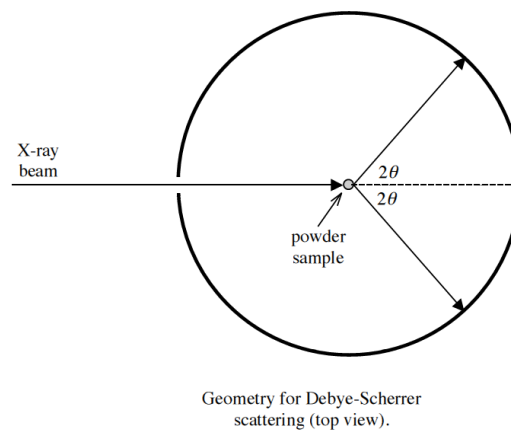 X-ray
beam
2θ
2θ
powder
sample
Geometry for Debye-Scherrer
scattering (top view).